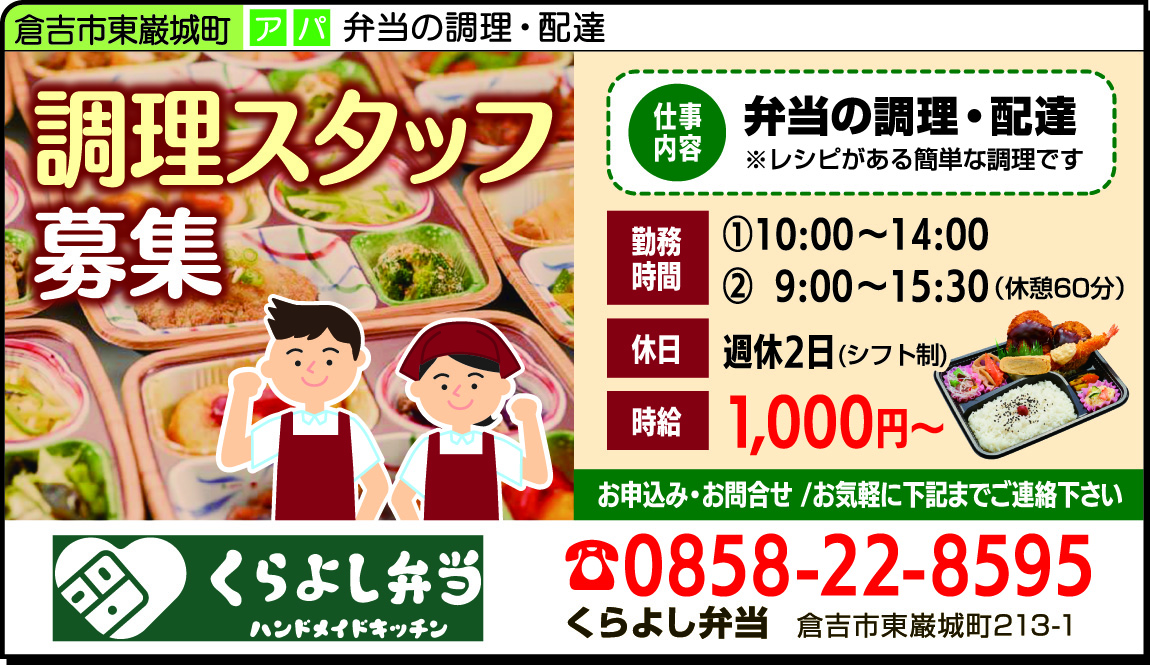 倉吉市東巌城町 ア パ 弁当の調理・配達
調理スタッフ
募集
仕事
内容
弁当の調理・配達
※レシピがある簡単な調理です
勤務
時間
①10:00～14:00
② 9:00～15:30(休憩60分)
休日
週休2日(シフト制)
時給
1,000円～
お申込み・お問合せ /お気軽に下記までご連絡下さい
くらよし弁当
ハンドメイドキッチン
☎0858-22-8595
くらよし弁当 倉吉市東巌城町213-1